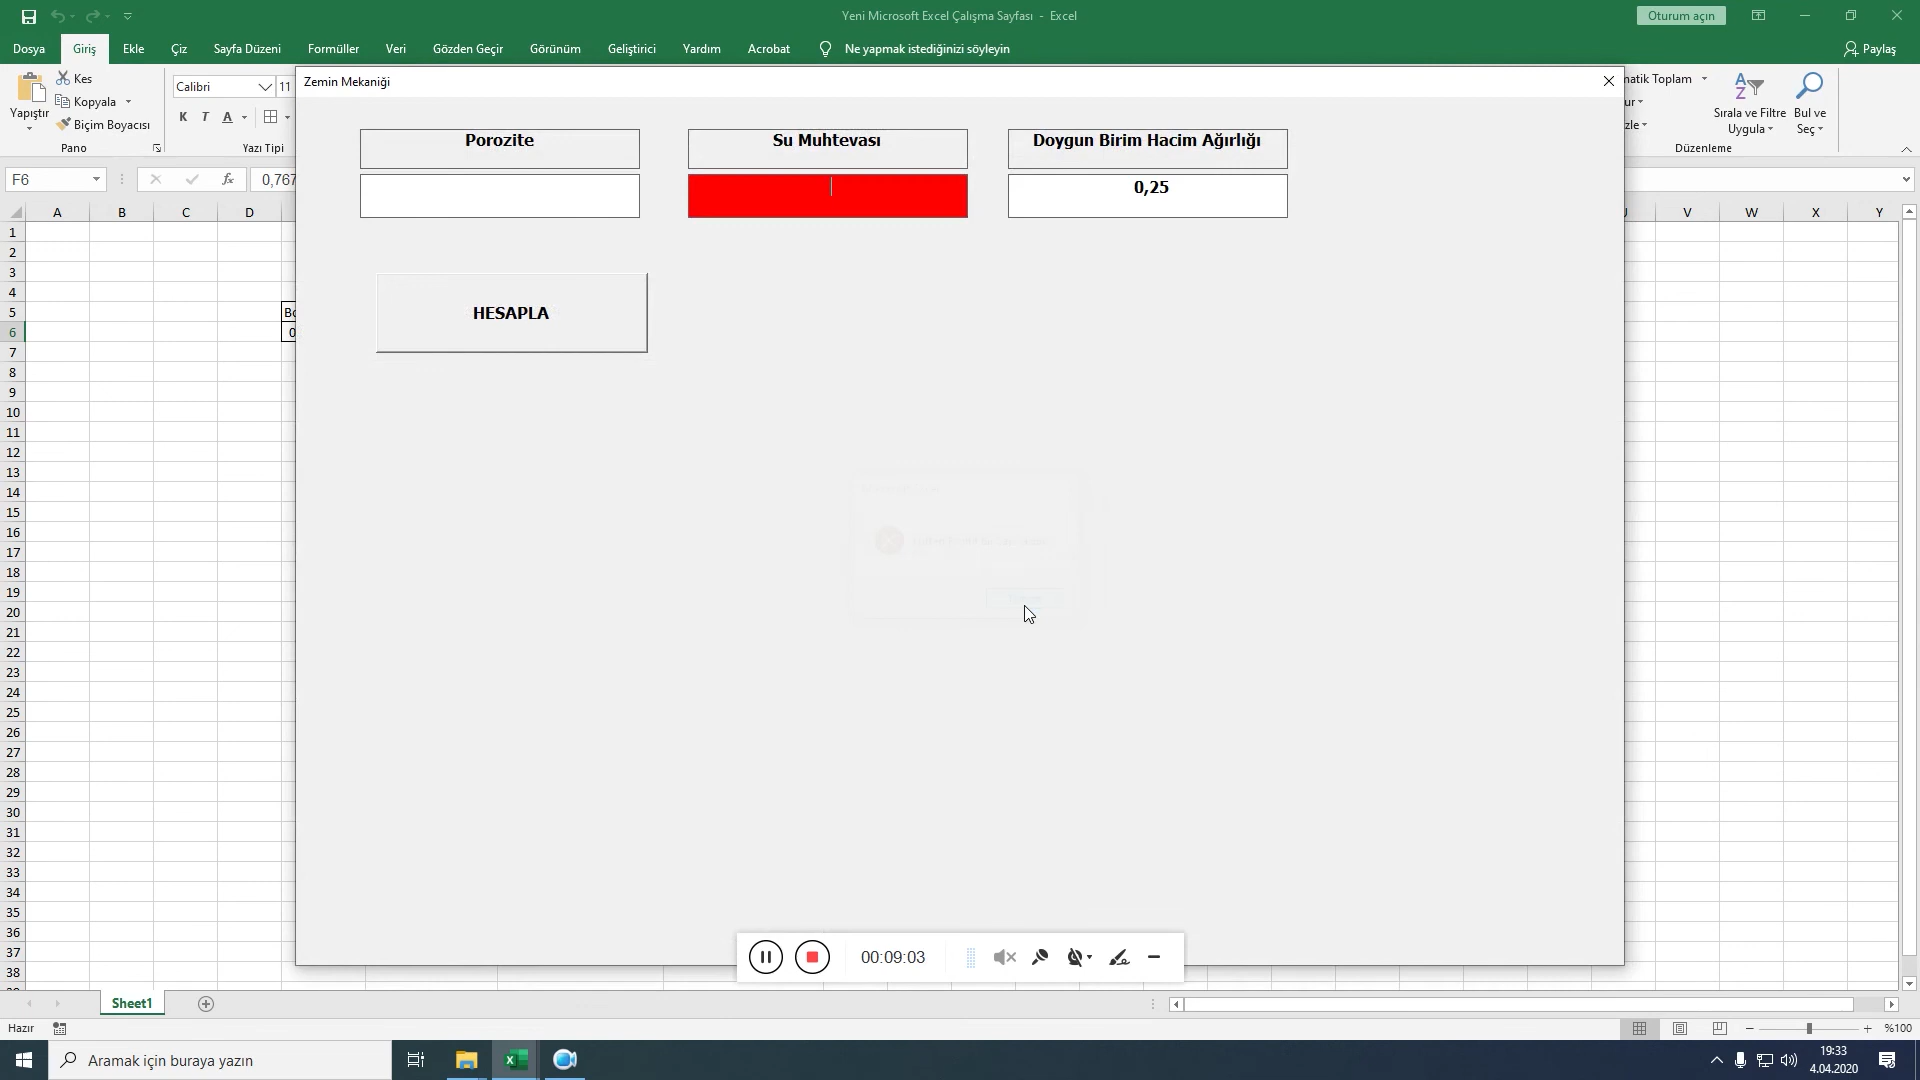 Yeni Microsoft Excel Çalışma Sayfası - Excel
Oturum açın
Dosya Giriş Ekle Çiz Sayfa Düzeni Formüller Veri Gözden Geçir Görünüm Geliştirici Yardım Acrobat Ne yapmak istediğinizi söyleyin Paylaş
Yapıştır
Kes
Kopyala
Biçim Boyacısı
Pano
Calibri 11
K T A
Yazı Tipi
matik Toplam
Sırala ve Filtre Uygula
Bul ve Seç
Düzenleme
F6 fx 0,767
Zemin Mekaniği
Porozite Su Muhtevası Doygun Birim Hacim Ağırlığı
0,25
HESAPLA
A B C D V W X Y
1
2
3
4
5
6
7
8
9
10
11
12
13
14
15
16
17
18
19
20
21
22
23
24
25
26
27
28
29
30
31
32
33
34
35
36
37
38
00:09:03
Sheet1
Hazır
%100
Aramak için buraya yazın
19:33
4.04.2020